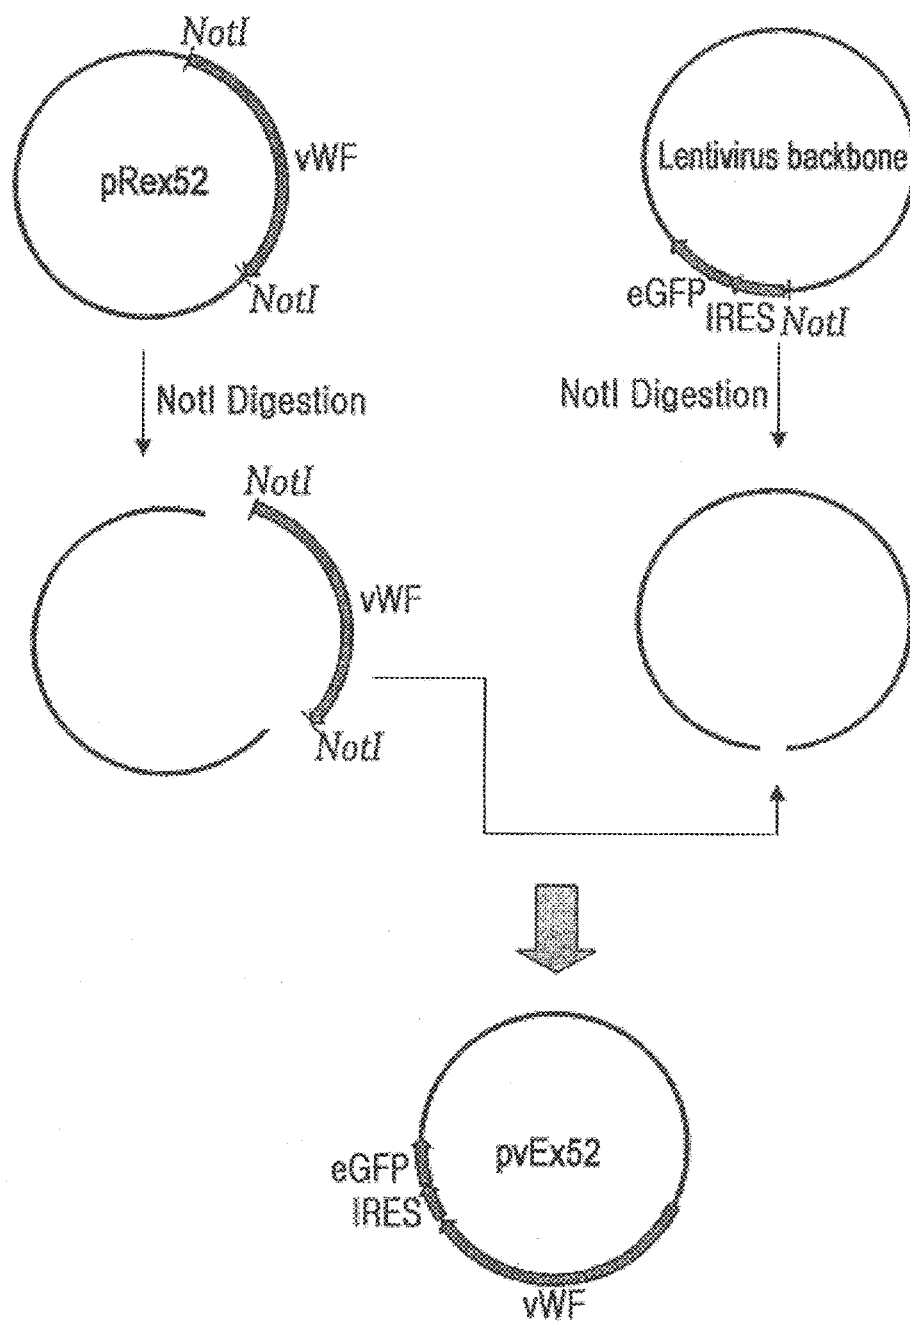 NotI
vWF
pRex52
NotI
Lentivirus backbone
eGFP
IRES NotI
NotI Digestion
NotI Digestion
NotI
vWF
NotI
pvEx52
eGFP
IRES
vWF